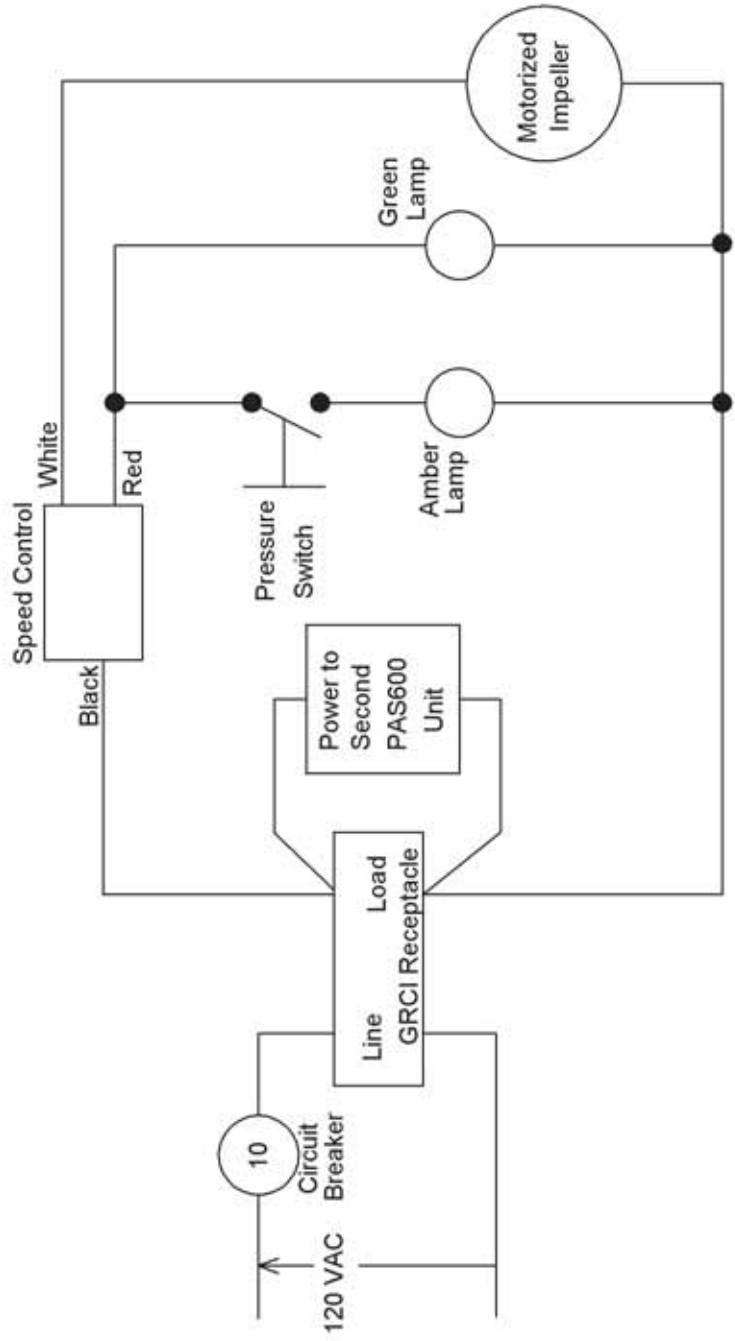 120 VAC
10
Circuit
Breaker
Line
Load
GRCI Receptacle
Power to
Second
PAS600
Unit
Black
Speed Control
White
Red
Pressure
Switch
Amber
Lamp
Green
Lamp
Motorized
Impeller